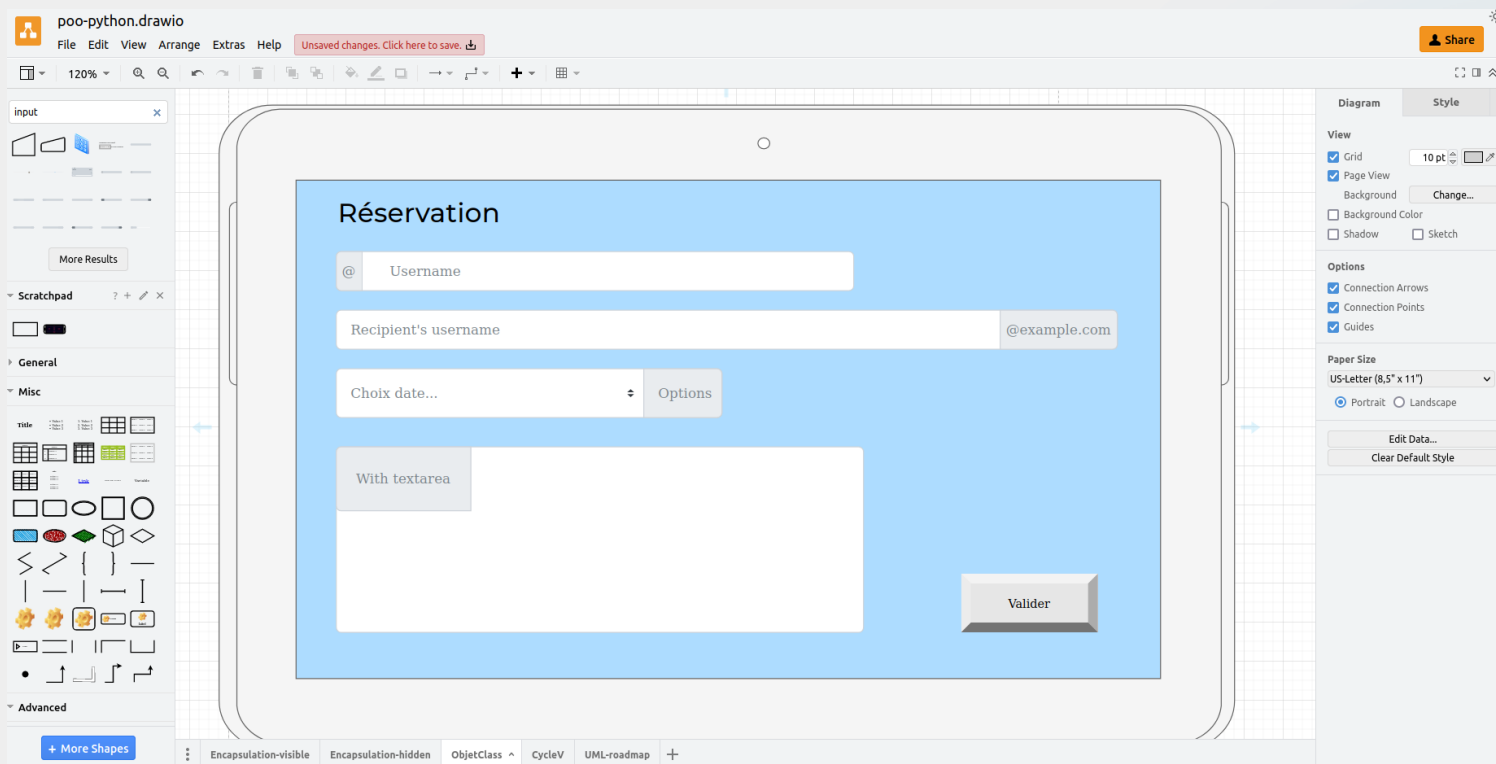 poo-python.drawio
File Edit View Arrange Extras Help Unsaved changes. Click here to save.
Share
120%
input
More Results
Scratchpad ?
General
Misc
Title
Advanced
+ More Shapes
Réservation
@ Username
Recipient's username @example.com
Choix date... Options
With textarea
Valider
Encapsulation-visible Encapsulation-hidden ObjetClass CycleV UML-roadmap
Diagram Style
View
Grid 10 pt
Page View
Background Change...
Background Color
Shadow Sketch
Options
Connection Arrows
Connection Points
Guides
Paper Size
US-Letter (8,5" x 11")
Portrait Landscape
Edit Data...
Clear Default Style